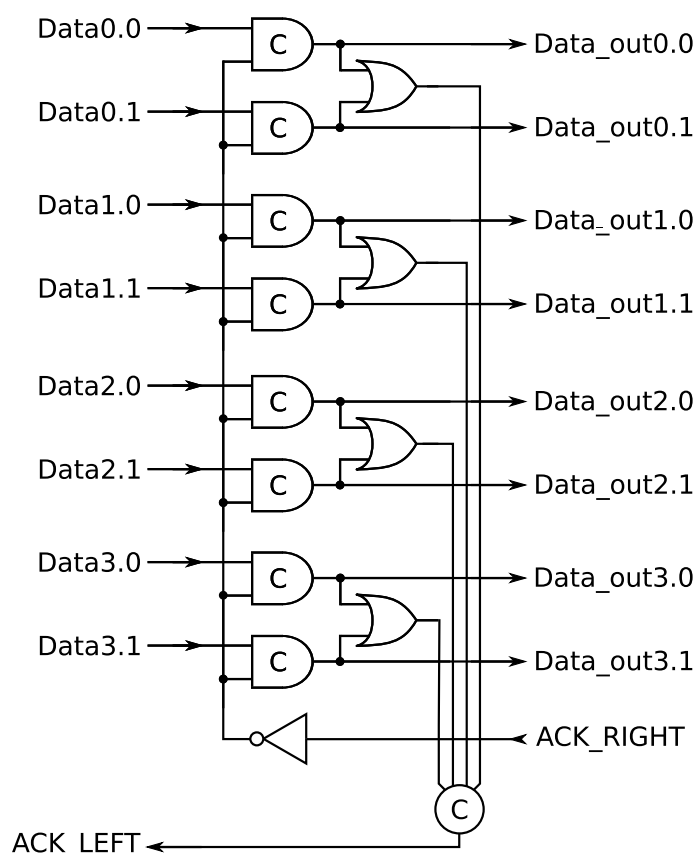 Data0.0
C
Data_out0.0
Data0.1
C
Data_out0.1
Data1.0
C
Data_out1.0
Data1.1
C
Data_out1.1
Data2.0
C
Data_out2.0
Data2.1
C
Data_out2.1
Data3.0
C
Data_out3.0
Data3.1
C
Data_out3.1
ACK_RIGHT
C
ACK_LEFT